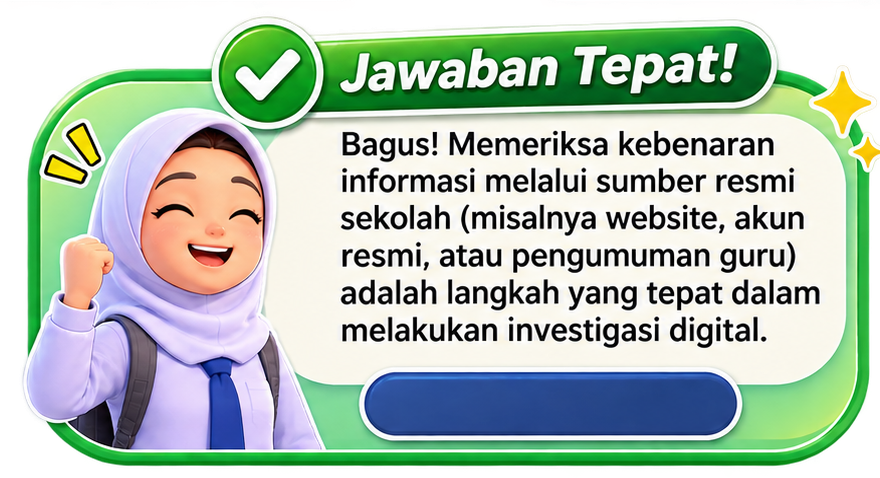 Jawaban Tepat!
Bagus! Memeriksa kebenaran
informasi melalui sumber resmi
sekolah (misalnya website, akun
resmi, atau pengumuman guru)
adalah langkah yang tepat dalam
melakukan investigasi digital.